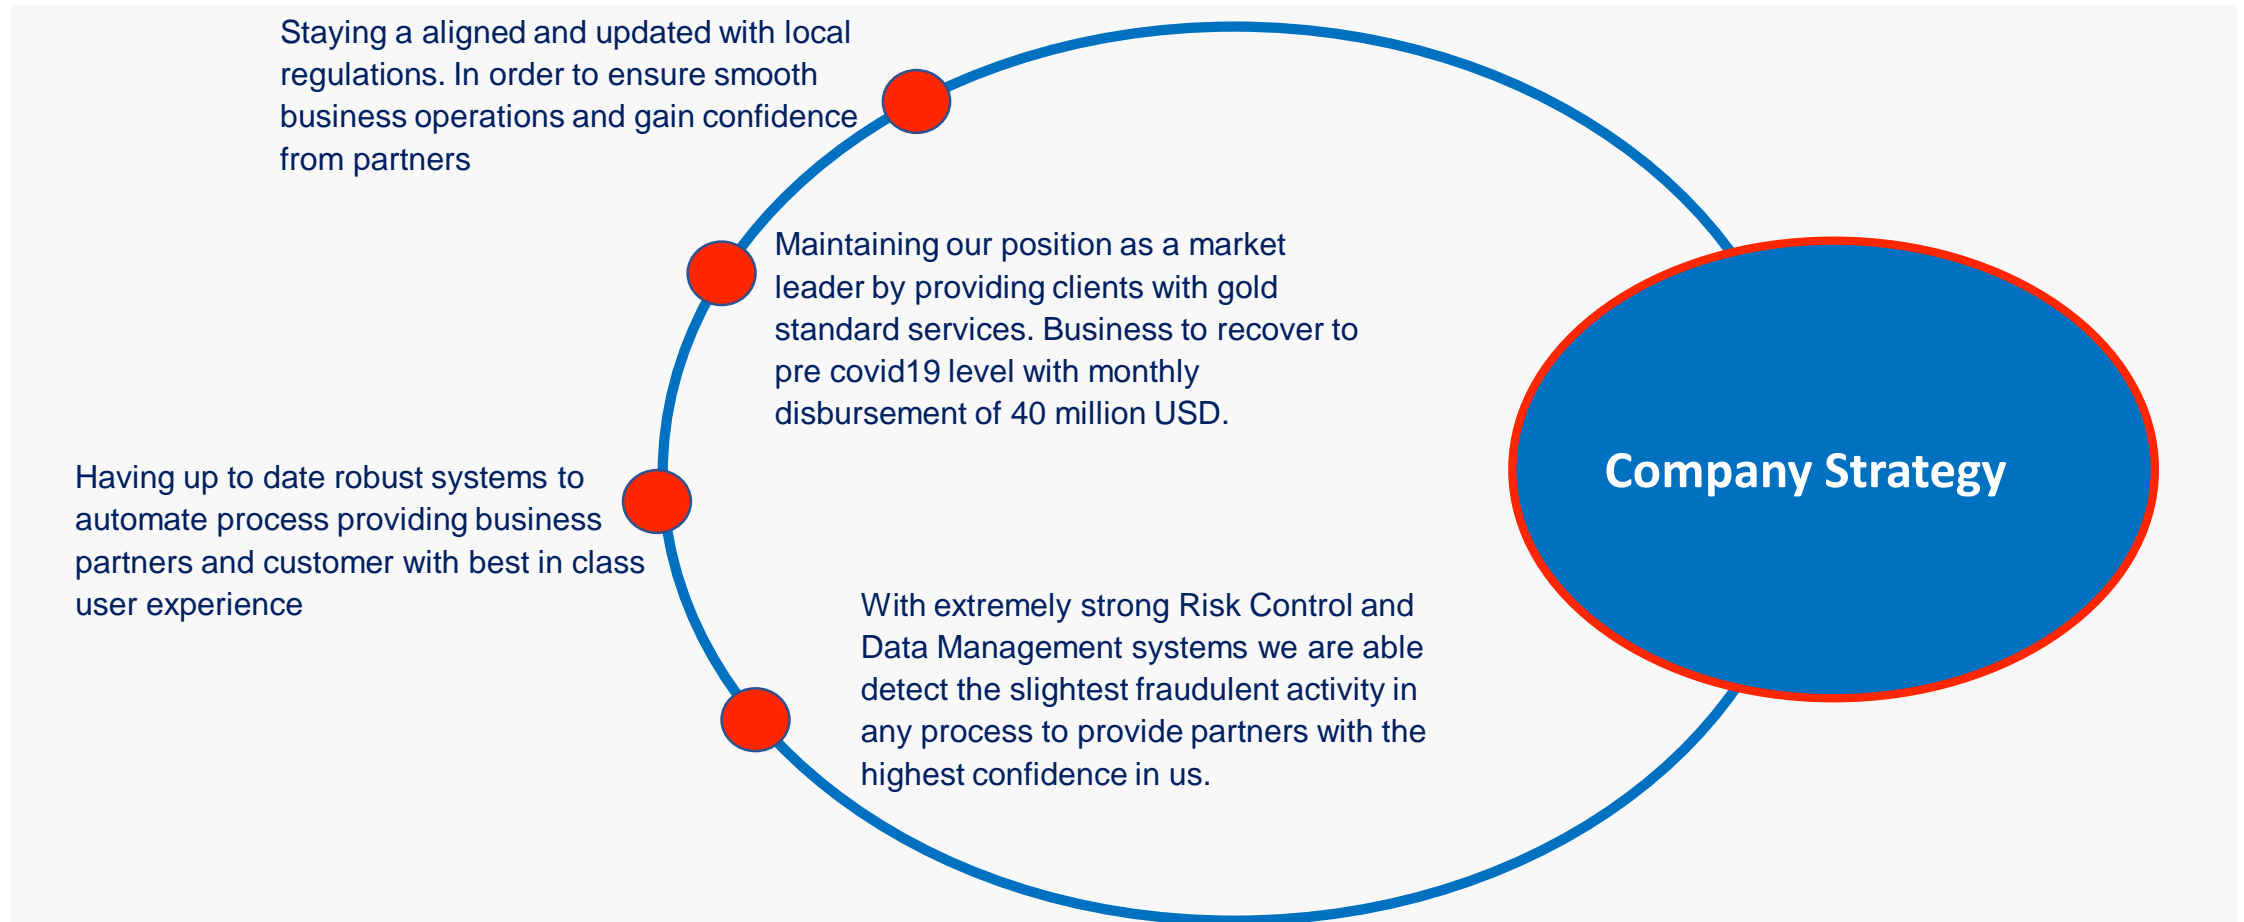 Staying a aligned and updated with local
regulations. In order to ensure smooth
business operations and gain confidence
from partners
Maintaining our position as a market
leader by providing clients with gold
standard services. Business to recover to
pre covid19 level with monthly
disbursement of 40 million USD.
Having up to date robust systems to
automate process providing business
partners and customer with best in class
user experience
With extremely strong Risk Control and
Data Management systems we are able
detect the slightest fraudulent activity in
any process to provide partners with the
highest confidence in us.
Company Strategy